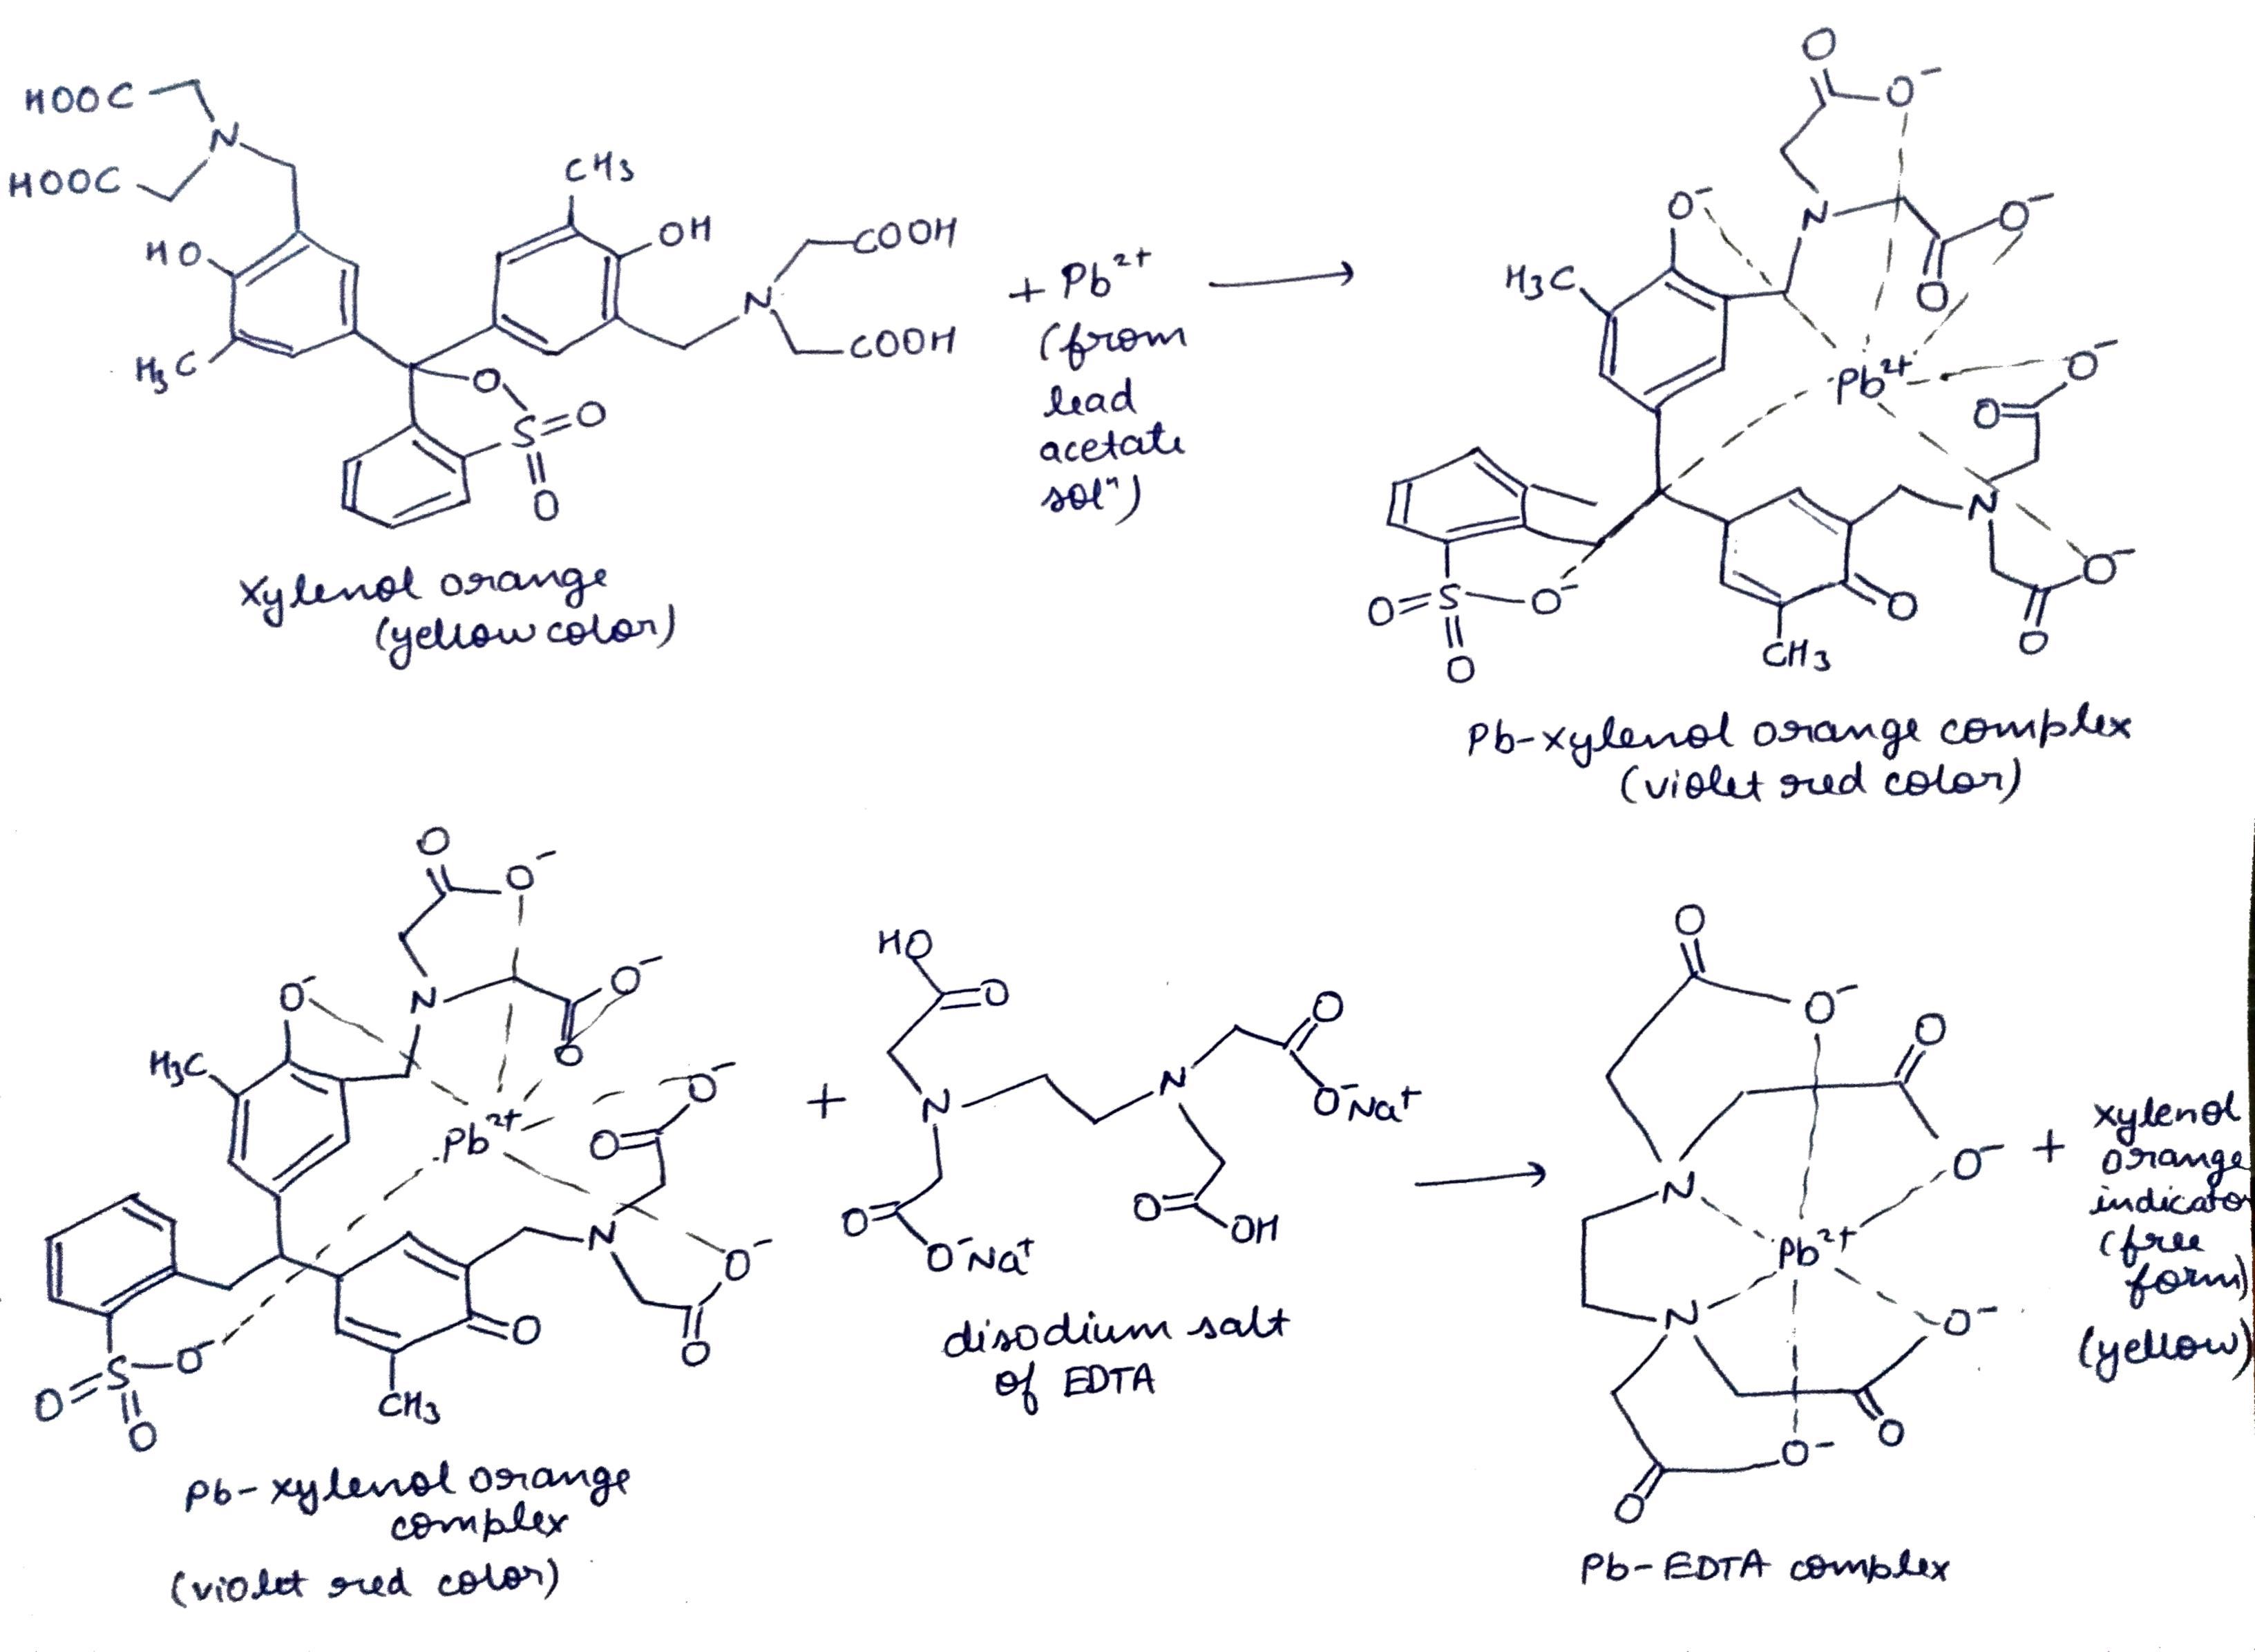 HOOC
N
HOOC
HO
H3C
CH3
OH
COOH
N
COOH
O
S=O
O
+ Pb2+
(from
lead
acetate
soln)
Xylenol orange
(yellow color)
O
O-
O-
N
O-
H3C
O
Pb2+
O-
O
N
O-
O=S-O-
O
O
O
CH3
Pb-xylenol orange complex
(violet red color)
O
O-
O-
N
O-
H3C
O
Pb2+
O-
O
N
O-
O=S-O-
O
O
O
CH3
Pb-xylenol orange
complex
(violet red color)
+
HO
O
O
N
N
O-Na+
O
O
O-Na+
OH
disodium salt
of EDTA
O
O-
O
N
O-
Pb2+
N
O-
O
O-
O
Pb-EDTA complex
+
xylenol
orange
indicator
(free
form)
(yellow)